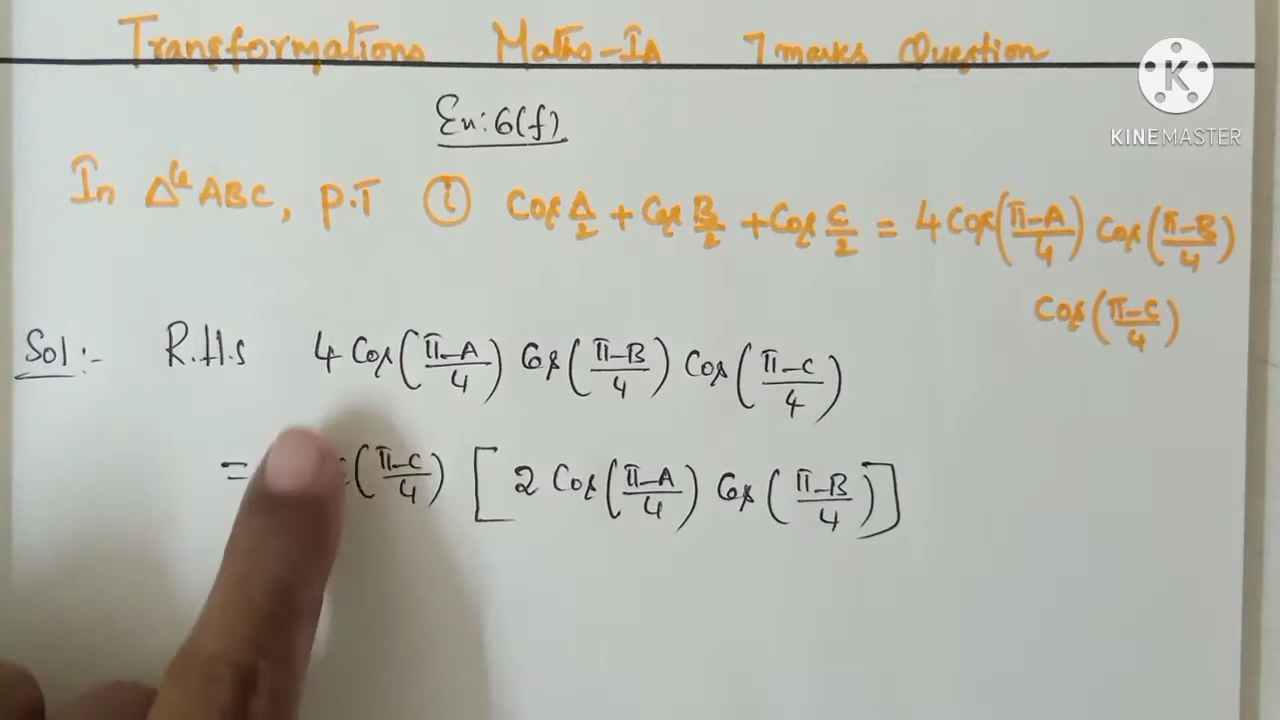 Transformations Maths-IA 7 marks Question
KINEMASTER
Ex: 6(f)
In Δle ABC, P.T ① Cos A/2 + Cos B/2 + Cos C/2 = 4 Cos(π-A/4) Cos(π-B/4)
Cos(π-C/4)
Sol:- R.H.S 4 Cos(π-A/4) Cos(π-B/4) Cos(π-C/4)
= (π-C/4) [2 Cos(π-A/4) Cos(π-B/4)]